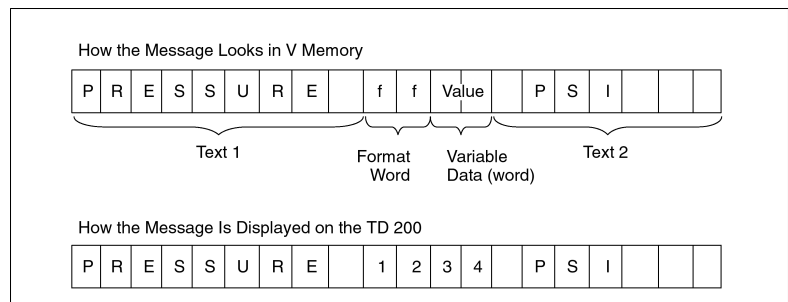 How the Message Looks in V Memory
P R E S S U R E f f Value P S I
Text 1 Format Word Variable Data (word) Text 2
How the Message Is Displayed on the TD 200
P R E S S U R E 1 2 3 4 P S I